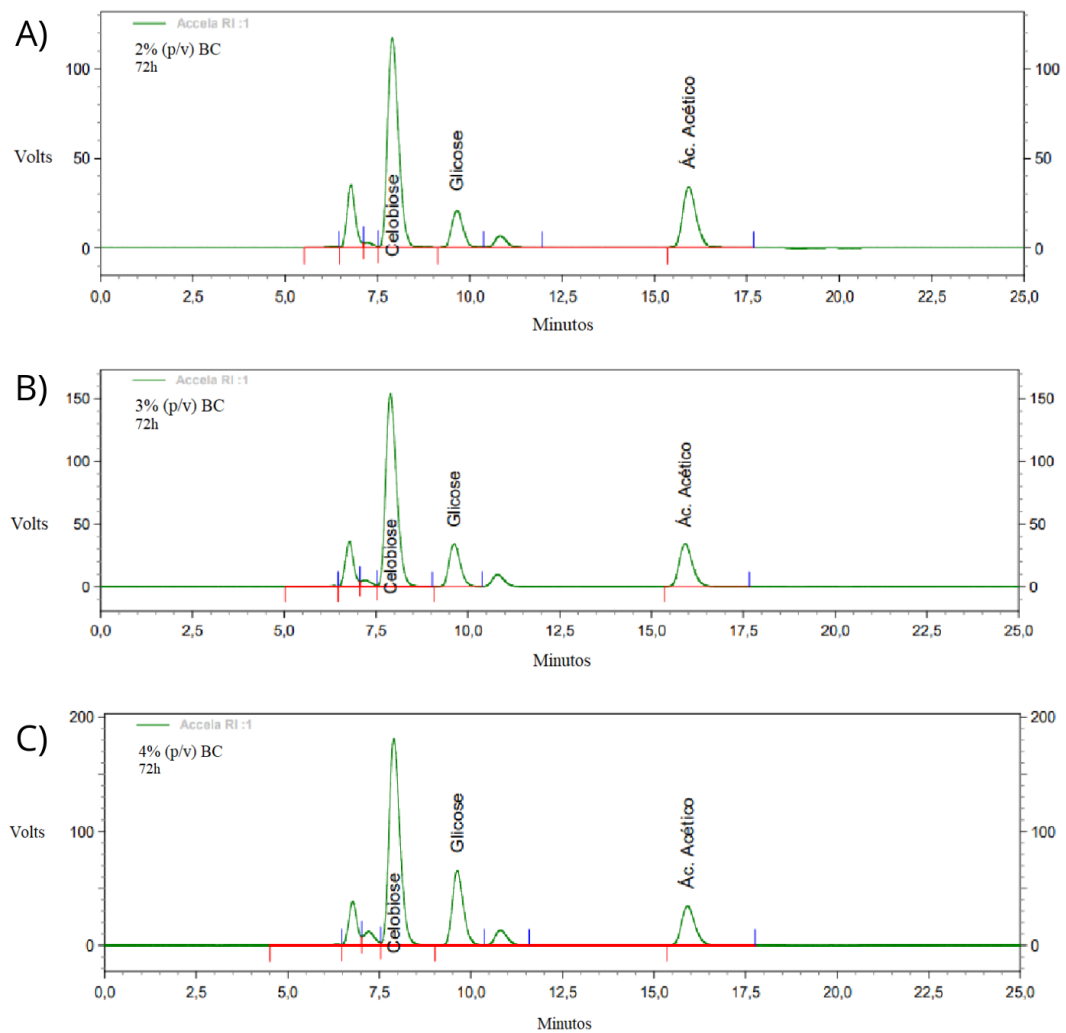 A)
Accela RI :1
2% (p/v) BC
72h
Volts
100
50
0
100
50
0
Celobiose
Glicose
Ác. Acético
0,0 2,5 5,0 7,5 10,0 12,5 15,0 17,5 20,0 22,5 25,0
Minutos
B)
Accela RI :1
3% (p/v) BC
72h
Volts
150
100
50
0
150
100
50
0
Celobiose
Glicose
Ác. Acético
0,0 2,5 5,0 7,5 10,0 12,5 15,0 17,5 20,0 22,5 25,0
Minutos
C)
Accela RI :1
4% (p/v) BC
72h
Volts
200
100
0
200
100
0
Celobiose
Glicose
Ác. Acético
0,0 2,5 5,0 7,5 10,0 12,5 15,0 17,5 20,0 22,5 25,0
Minutos